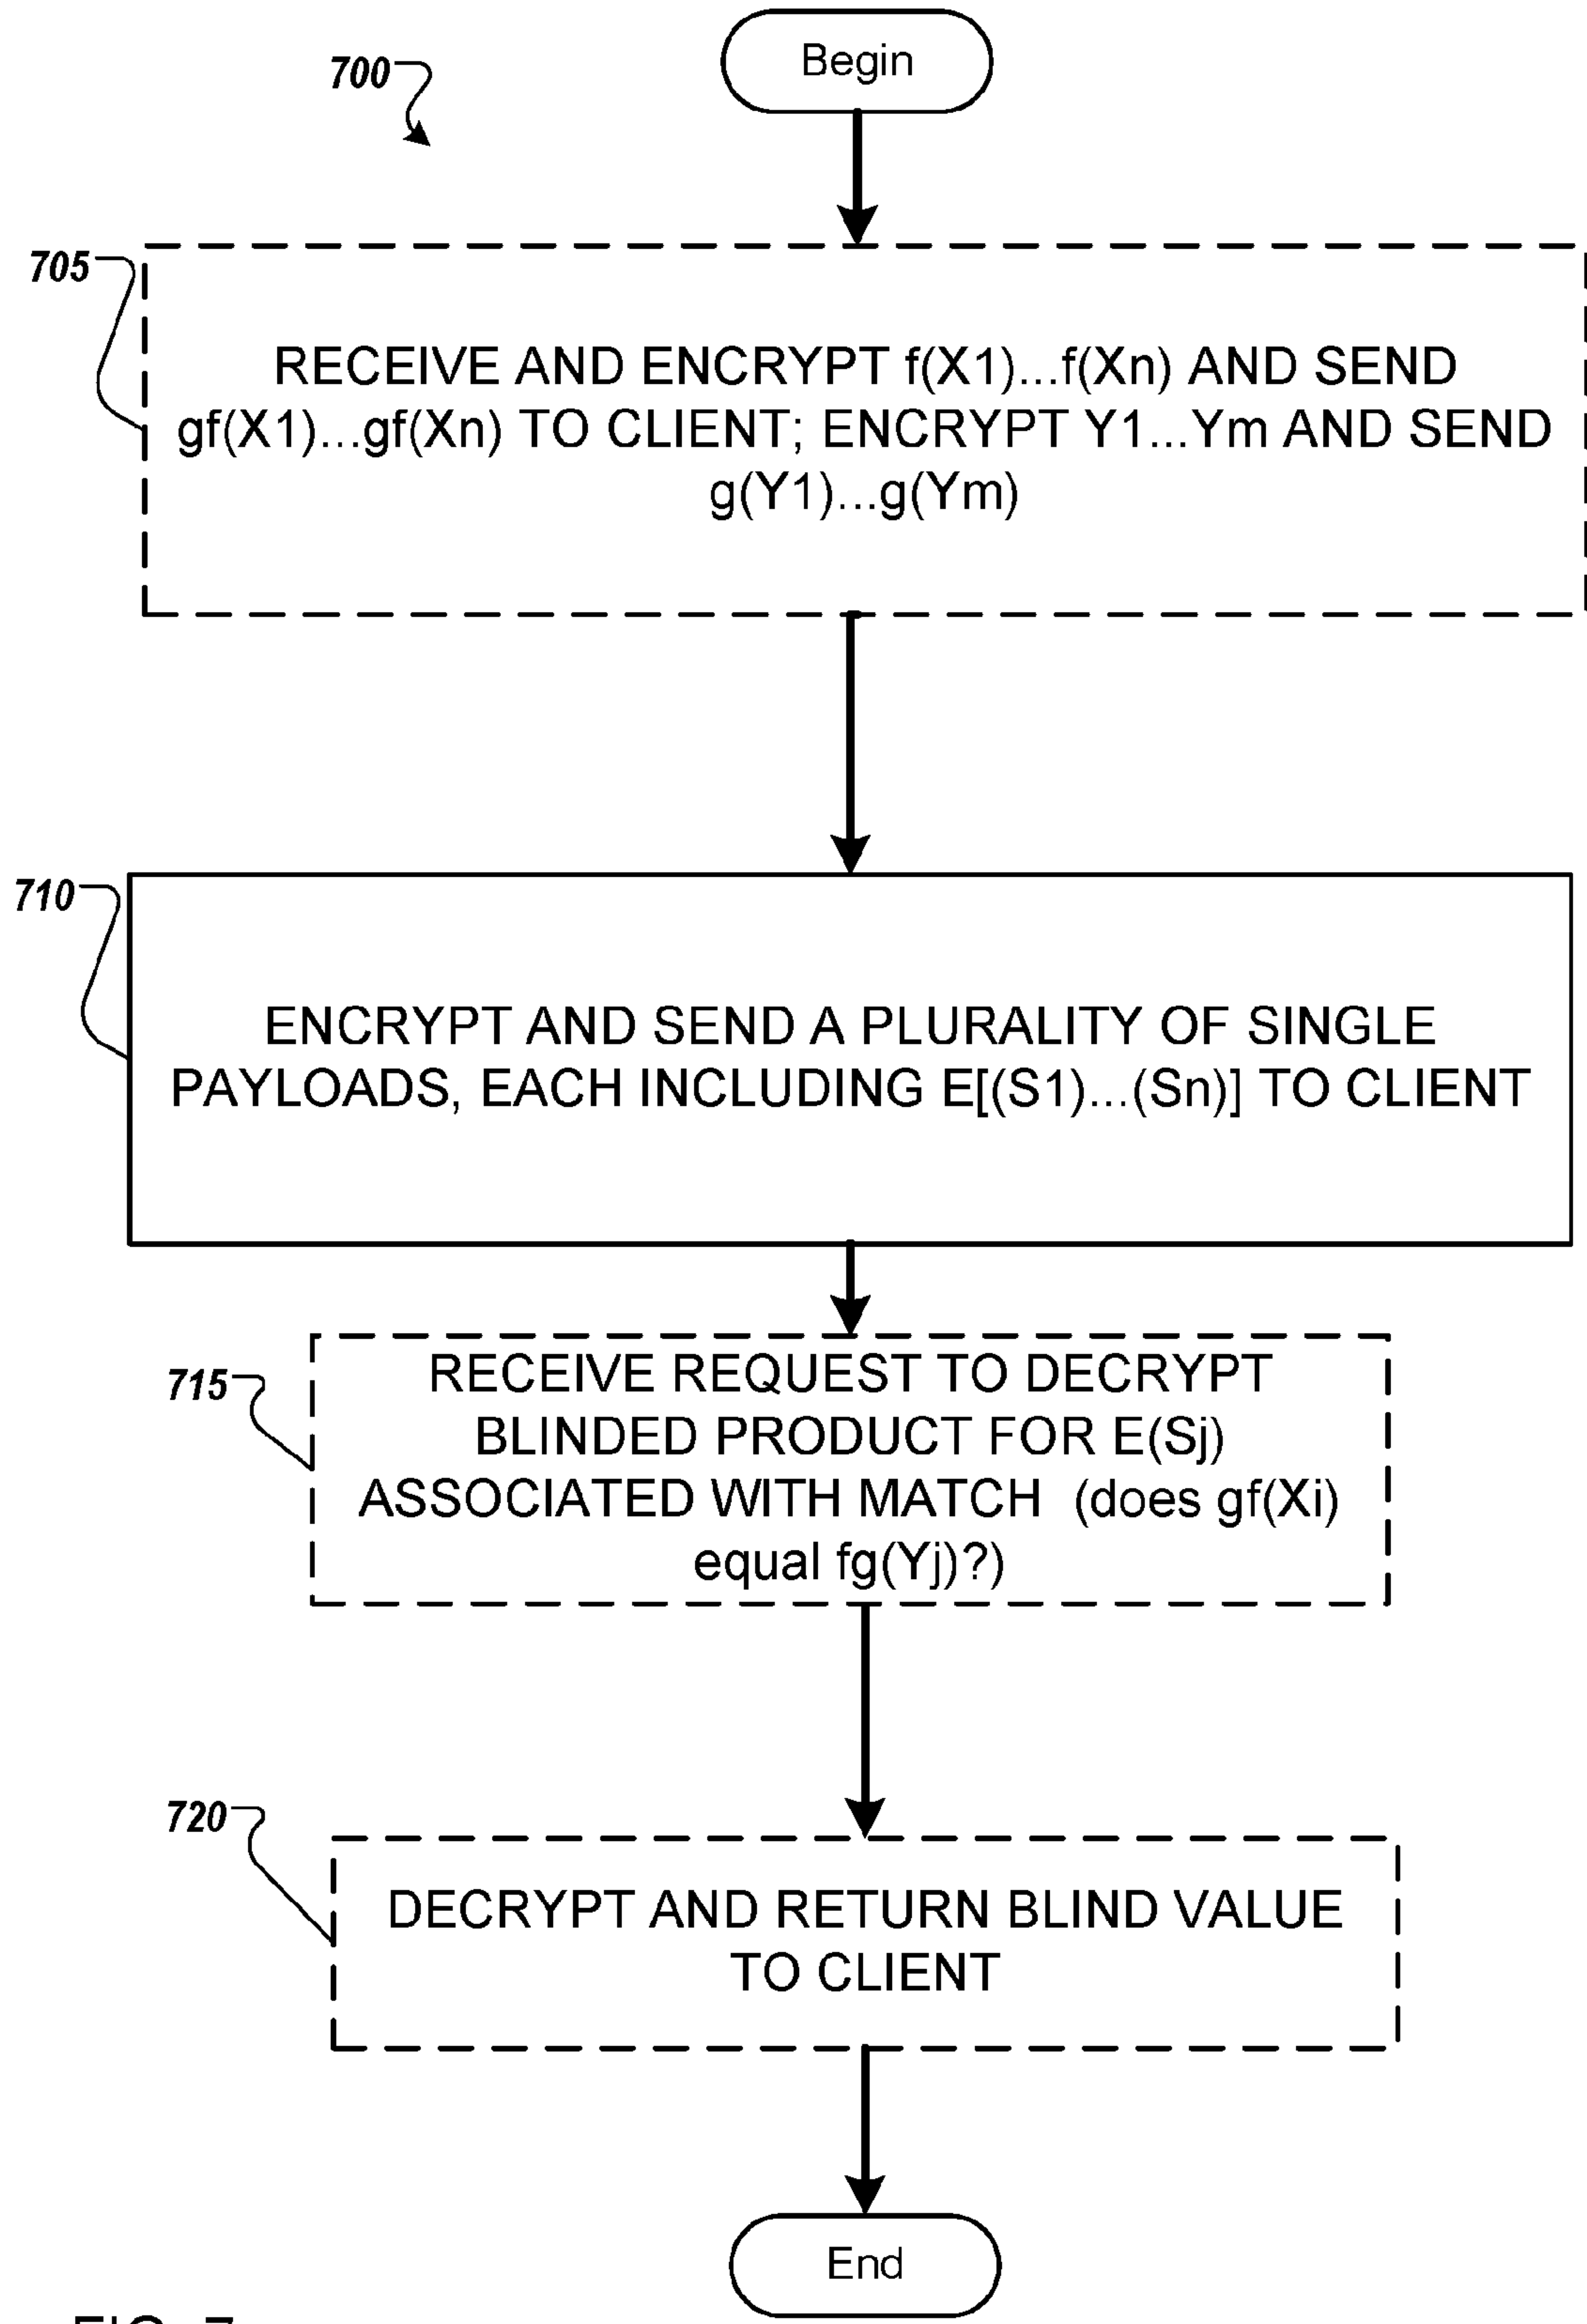 Begin
700
705
RECEIVE AND ENCRYPT f(X1)...f(Xn) AND SEND
gf(X1)...gf(Xn) TO CLIENT; ENCRYPT Y1...Ym AND SEND
g(Y1)...g(Ym)
710
ENCRYPT AND SEND A PLURALITY OF SINGLE
PAYLOADS, EACH INCLUDING E[(S1)...(Sn)] TO CLIENT
715
RECEIVE REQUEST TO DECRYPT
BLINDED PRODUCT FOR E(Sj)
ASSOCIATED WITH MATCH (does gf(Xi)
equal fg(Yj)?)
720
DECRYPT AND RETURN BLIND VALUE
TO CLIENT
End
FIG. 7